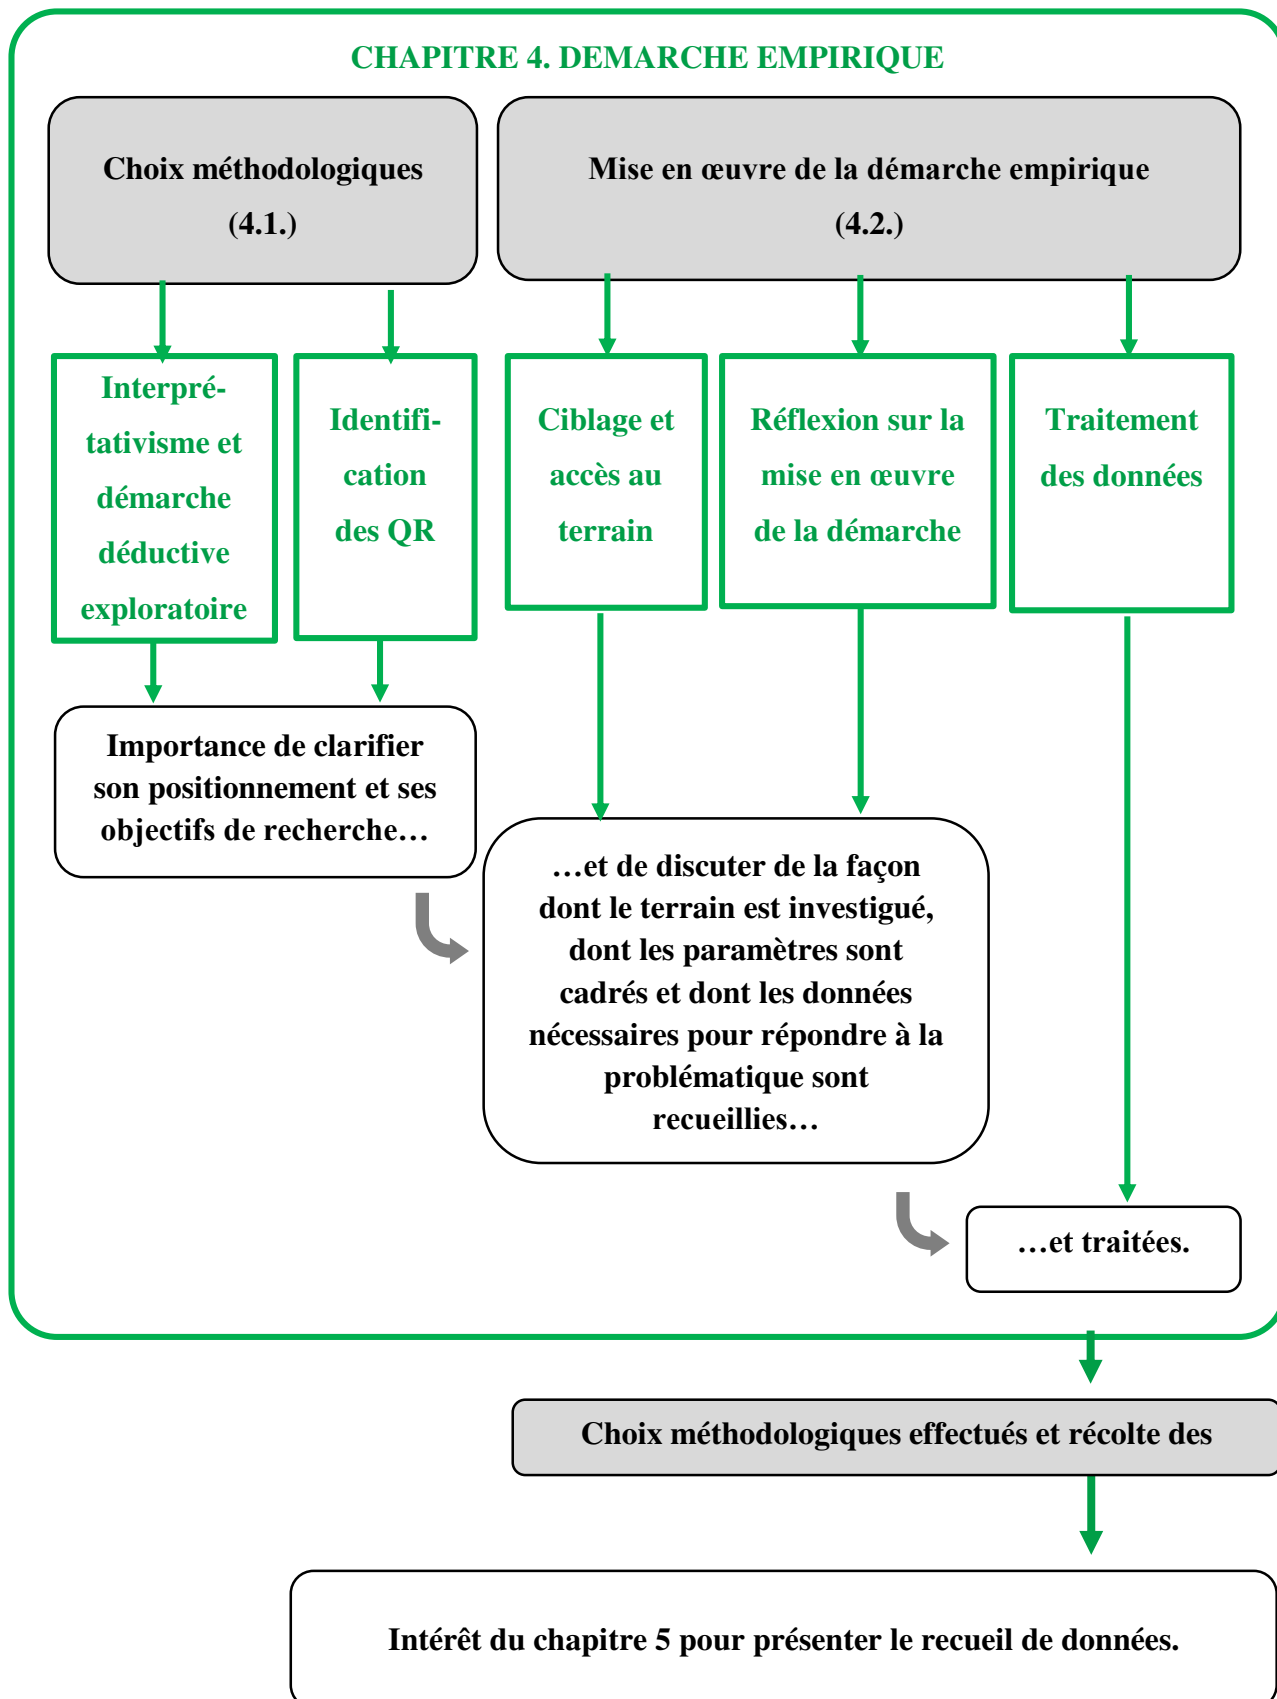 CHAPITRE 4. DEMARCHE EMPIRIQUE
Choix méthodologiques
(4.1.)
Mise en œuvre de la démarche empirique
(4.2.)
Interpré-
tativisme et
démarche
déductive
exploratoire
Identifi-
cation
des QR
Ciblage et
accès au
terrain
Réflexion sur la
mise en œuvre
de la démarche
Traitement
des données
Importance de clarifier
son positionnement et ses
objectifs de recherche…
…et de discuter de la façon
dont le terrain est investigué,
dont les paramètres sont
cadrés et dont les données
nécessaires pour répondre à la
problématique sont
recueillies…
…et traitées.
Choix méthodologiques effectués et récolte des
Intérêt du chapitre 5 pour présenter le recueil de données.